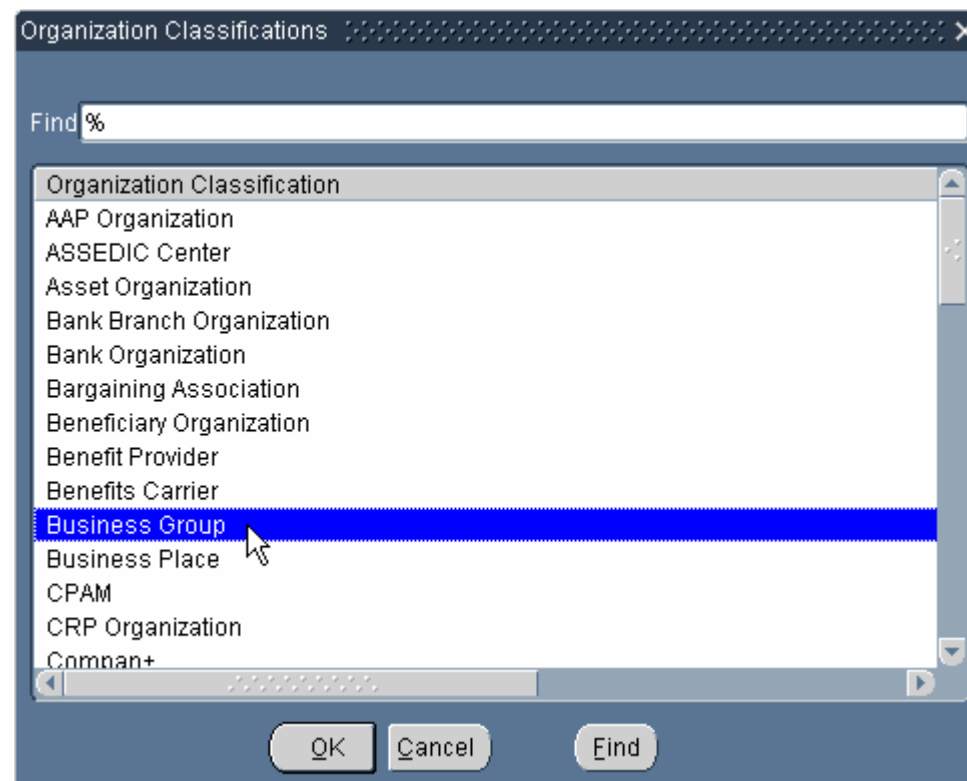 Organization Classifications
Find %
Organization Classification
AAP Organization
ASSEDIC Center
Asset Organization
Bank Branch Organization
Bank Organization
Bargaining Association
Beneficiary Organization
Benefit Provider
Benefits Carrier
Business Group
Business Place
CPAM
CRP Organization
Compan+
OK Cancel Find